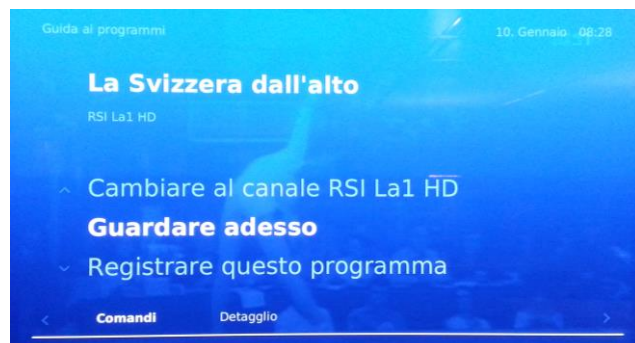 Guida ai programmi
10. Gennaio 08:28
La Svizzera dall'alto
RSI La1 HD
Cambiare al canale RSI La1 HD
Guardare adesso
Registrare questo programma
Comandi Detagglio